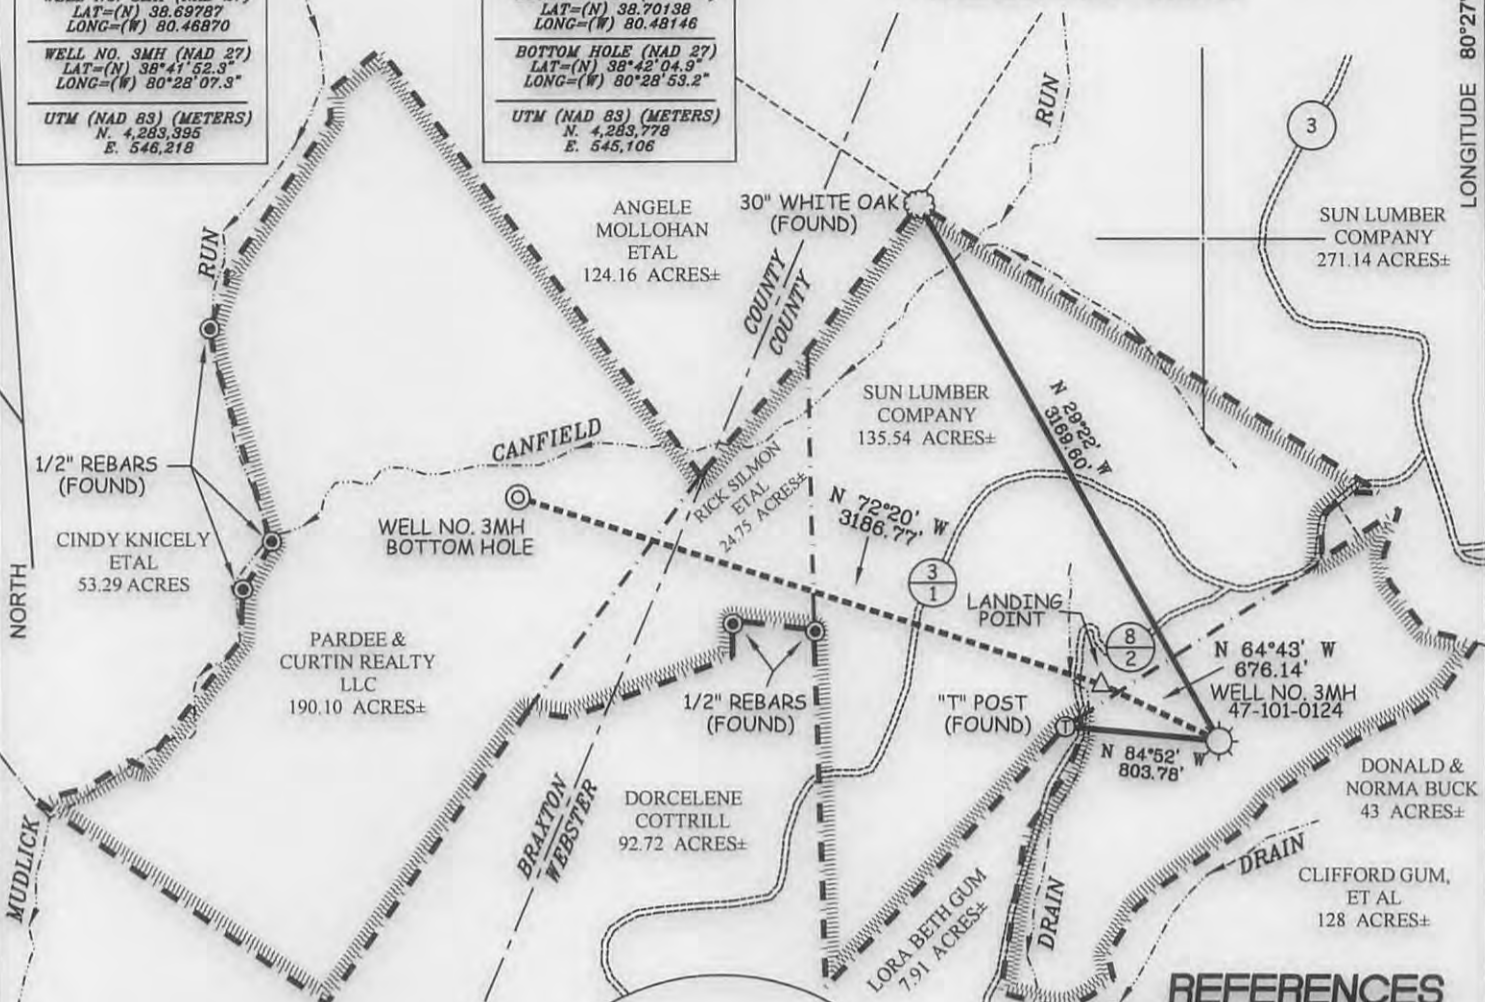 LAT=(N) 38.69787
LONG=(W) 80.46870
WELL NO. 3MH (NAD 27)
LAT=(N) 38°41'52.3"
LONG=(W) 80°28'07.3"
UTM (NAD 83) (METERS)
N. 4,283,395
E. 546,218
LAT=(N) 38.70138
LONG=(W) 80.48146
BOTTOM HOLE (NAD 27)
LAT=(N) 38°42'04.9"
LONG=(W) 80°28'53.2"
UTM (NAD 83) (METERS)
N. 4,283,778
E. 545,106
LONGITUDE 80°27'
RUN
3
ANGELE
MOLLOHAN
ETAL
124.16 ACRES±
30" WHITE OAK
(FOUND)
SUN LUMBER
COMPANY
271.14 ACRES±
RUN
COUNTY
COUNTY
1/2" REBARS
(FOUND)
CANFIELD
SUN LUMBER
COMPANY
135.54 ACRES±
N 29°22' W
3169.60'
RICK SILMON
ETAL
24.75 ACRES±
N 72°20' W
3186.77'
WELL NO. 3MH
BOTTOM HOLE
CINDY KNICELY
ETAL
53.29 ACRES
NORTH
3
1
LANDING
POINT
8
2
PARDEE &
CURTIN REALTY
LLC
190.10 ACRES±
N 64°43' W
676.14'
WELL NO. 3MH
47-101-0124
1/2" REBARS
(FOUND)
"T" POST
(FOUND)
T
N 84°52' W
803.78'
DONALD &
NORMA BUCK
43 ACRES±
BRAXTON
WEBSTER
DORCELENE
COTTRILL
92.72 ACRES±
MUDLICK
DRAIN
CLIFFORD GUM,
ET AL
128 ACRES±
LORA BETH GUM
7.91 ACRES±
DRAIN
REFERENCES